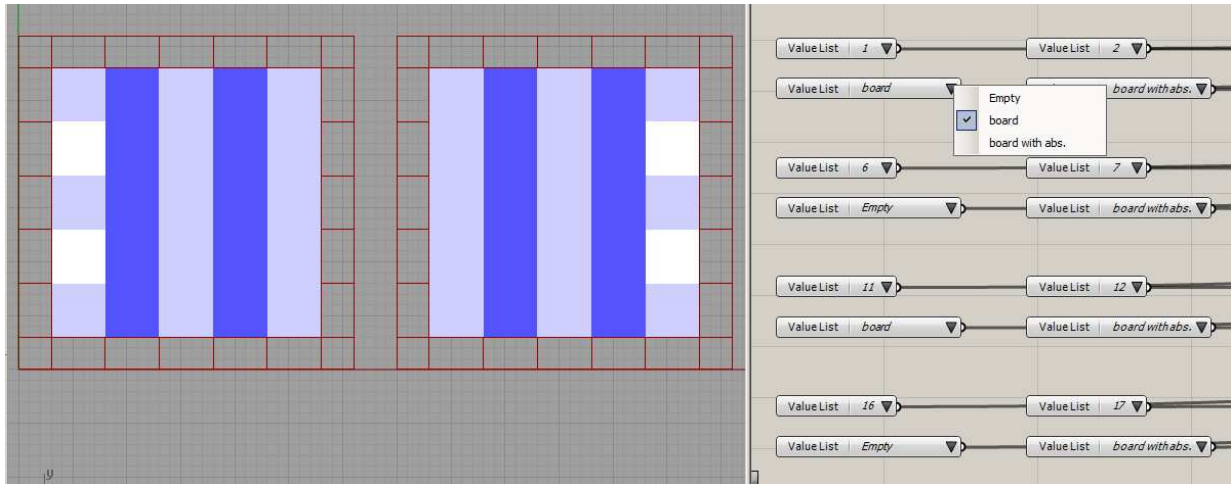 Value List 1 Value List 2
Value List board board with abs.
Empty
board
board with abs.
Value List 6 Value List 7
Value List Empty Value List board with abs.
Value List 11 Value List 12
Value List board Value List board with abs.
Value List 16 Value List 17
Value List Empty Value List board with abs.
y